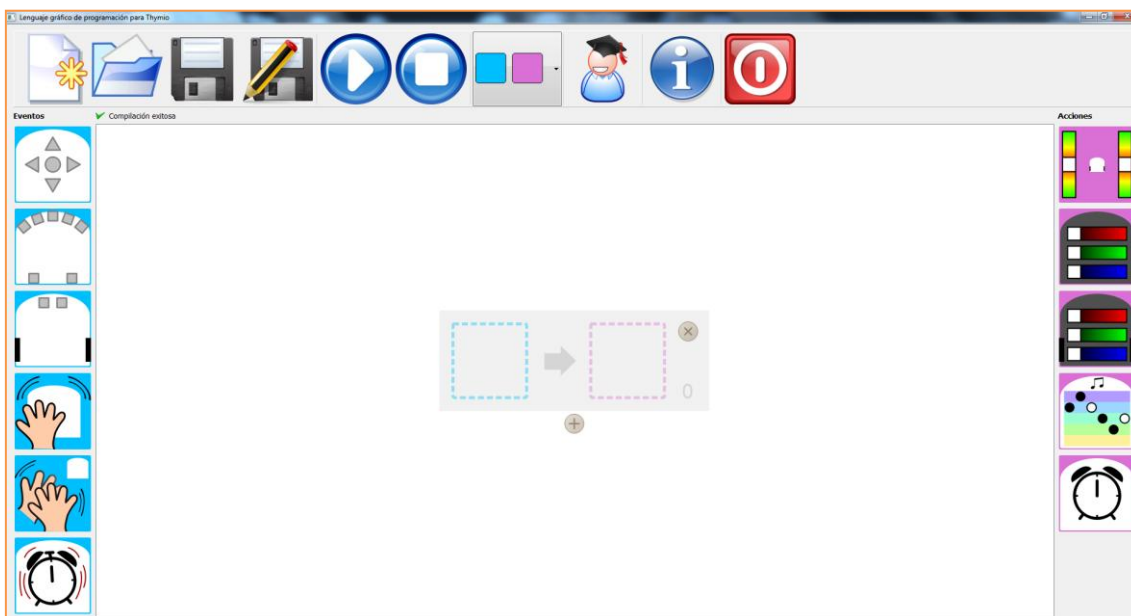 Lenguaje gráfico de programación para Thymio
Eventos
Compilación exitosa
Acciones
0